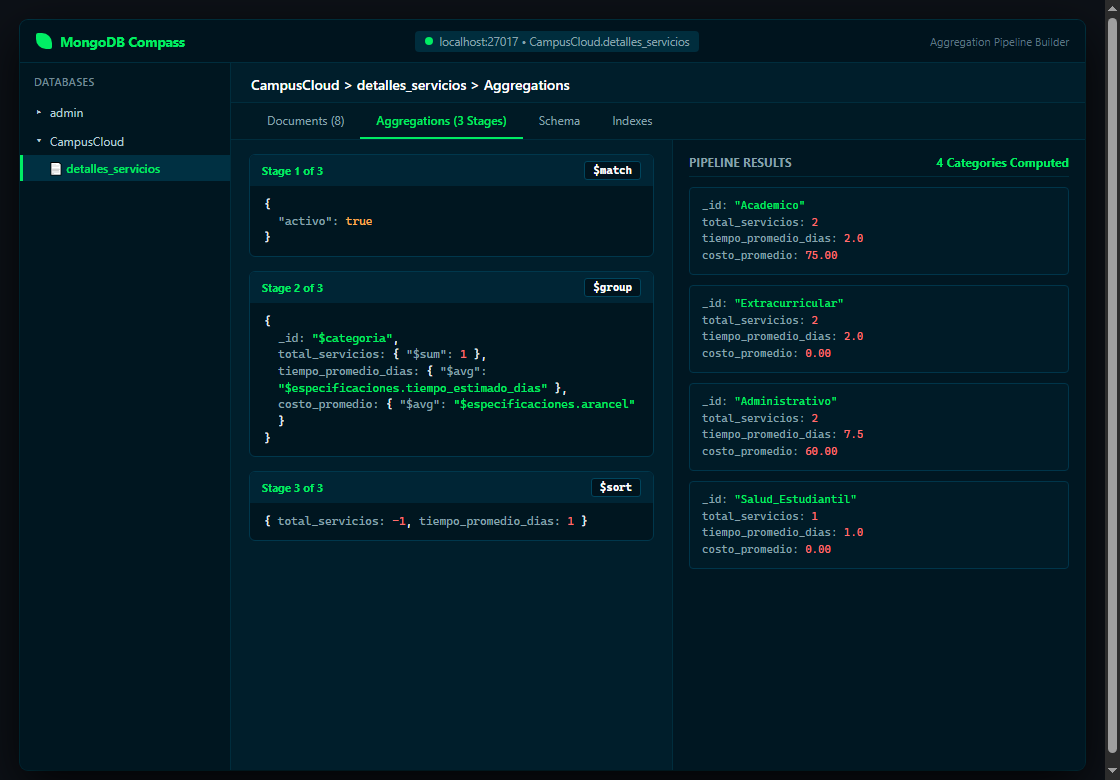 MongoDB Compass
localhost:27017 • CampusCloud.detalles_servicios
Aggregation Pipeline Builder
DATABASES
admin
CampusCloud
detalles_servicios
CampusCloud > detalles_servicios > Aggregations
Documents (8)
Aggregations (3 Stages)
Schema
Indexes
Stage 1 of 3
$match
{
"activo": true
}
Stage 2 of 3
$group
{
_id: "$categoria",
total_servicios: { "$sum": 1 },
tiempo_promedio_dias: { "$avg":
"$especificaciones.tiempo_estimado_dias" },
costo_promedio: { "$avg": "$especificaciones.arancel"
}
}
Stage 3 of 3
$sort
{ total_servicios: -1, tiempo_promedio_dias: 1 }
PIPELINE RESULTS
4 Categories Computed
_id: "Academico"
total_servicios: 2
tiempo_promedio_dias: 2.0
costo_promedio: 75.00
_id: "Extracurricular"
total_servicios: 2
tiempo_promedio_dias: 2.0
costo_promedio: 0.00
_id: "Administrativo"
total_servicios: 2
tiempo_promedio_dias: 7.5
costo_promedio: 60.00
_id: "Salud_Estudiantil"
total_servicios: 1
tiempo_promedio_dias: 1.0
costo_promedio: 0.00